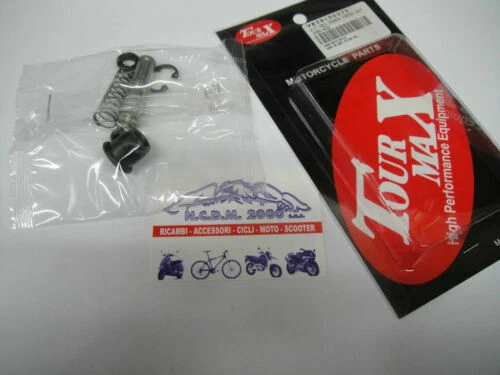 TOUR MAX
MOTORCYCLE PARTS
TOUR
MAX
High Performance Equipment
N.C.D.M. 2000
RICAMBI - ACCESSORI - CICLI - MOTO - SCOOTER